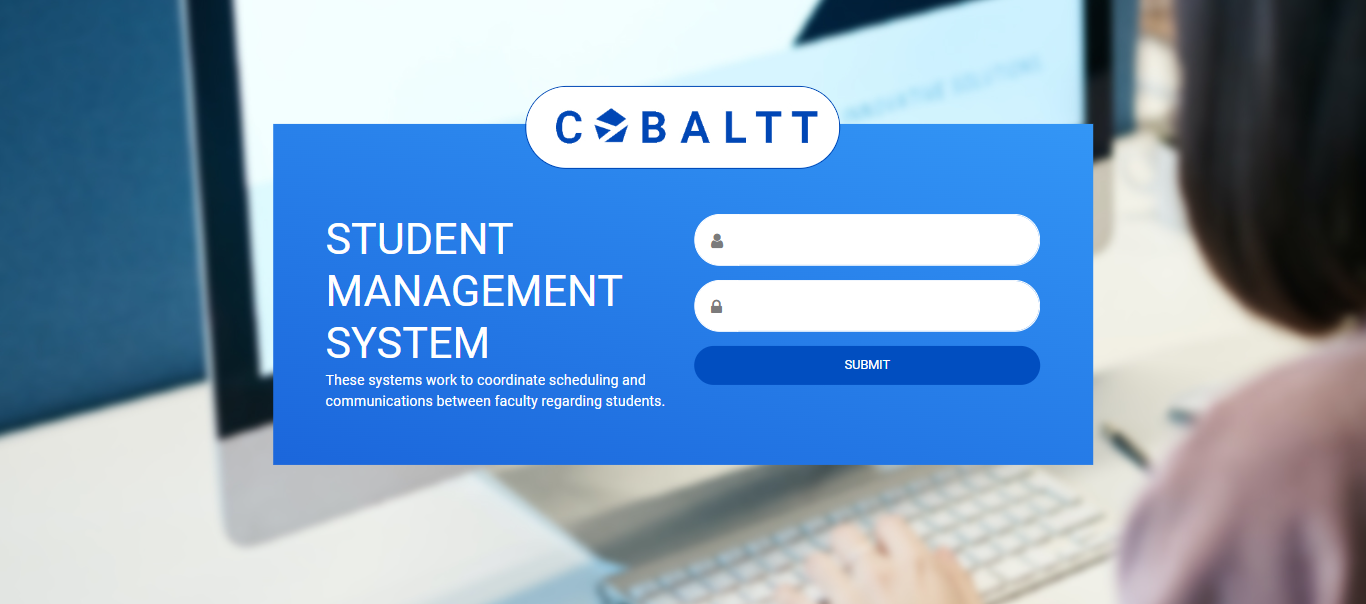 C BALTT
STUDENT
MANAGEMENT
SYSTEM
These systems work to coordinate scheduling and
communications between faculty regarding students.
SUBMIT